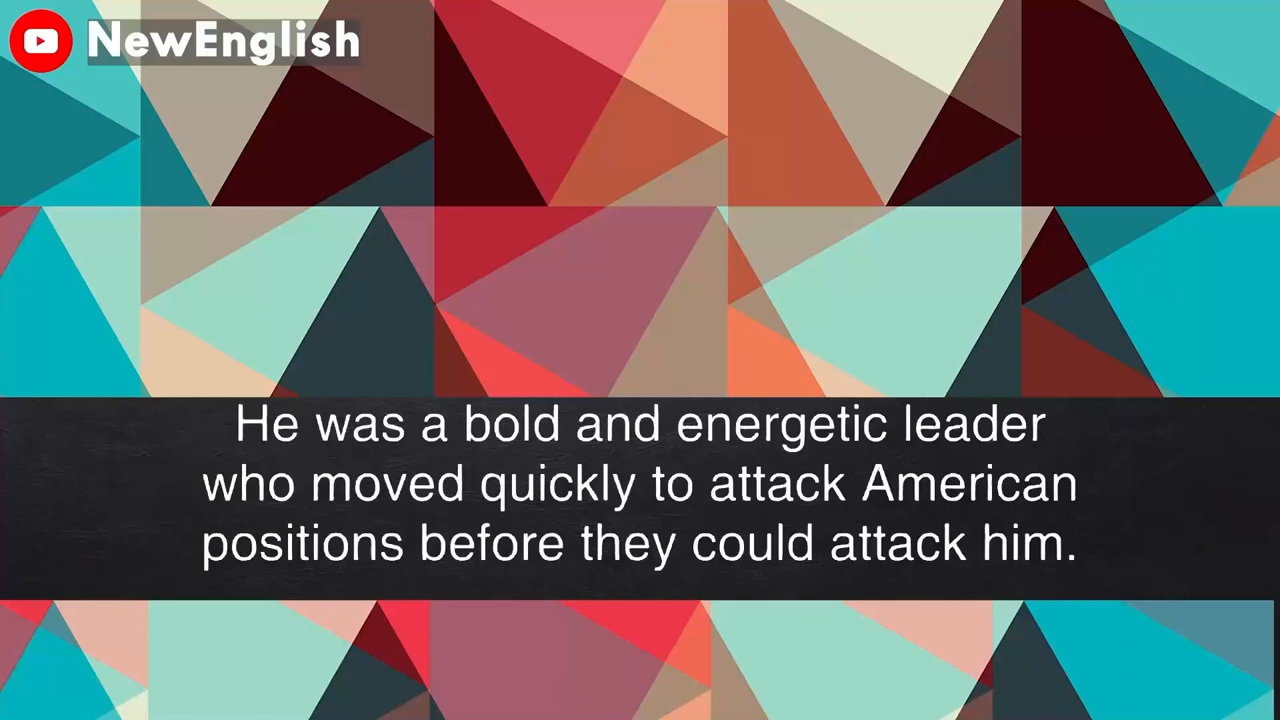 NewEnglish
He was a bold and energetic leader
who moved quickly to attack American
positions before they could attack him.